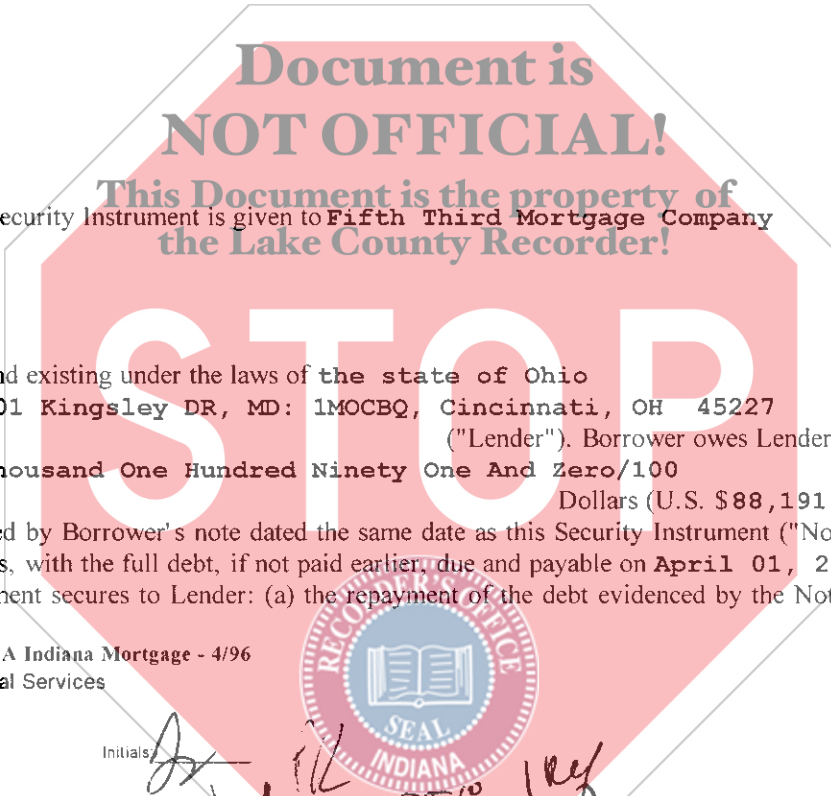 Document is
NOT OFFICIAL!
This Document is the property of
ecurity Instrument is given to Fifth Third Mortgage Company
the Lake County Recorder!
STOP
nd existing under the laws of the state of Ohio
01 Kingsley DR, MD: 1MOCBQ, Cincinnati, OH 45227
("Lender"). Borrower owes Lender
housand One Hundred Ninety One And Zero/100
Dollars (U.S. $88,191
ed by Borrower's note dated the same date as this Security Instrument ("No
s, with the full debt, if not paid earlier, due and payable on April 01, 2
nent secures to Lender: (a) the repayment of the debt evidenced by the Not
RECORDER'S OFFICE
A Indiana Mortgage - 4/96
al Services
SEAL
INDIANA
Initials: